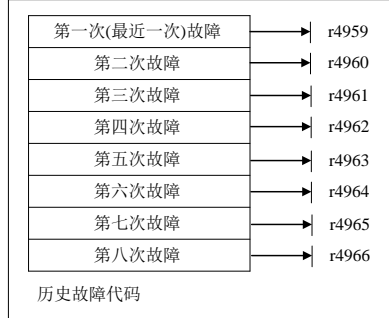 第一次(最近一次)故障 r4959
第二次故障 r4960
第三次故障 r4961
第四次故障 r4962
第五次故障 r4963
第六次故障 r4964
第七次故障 r4965
第八次故障 r4966
历史故障代码